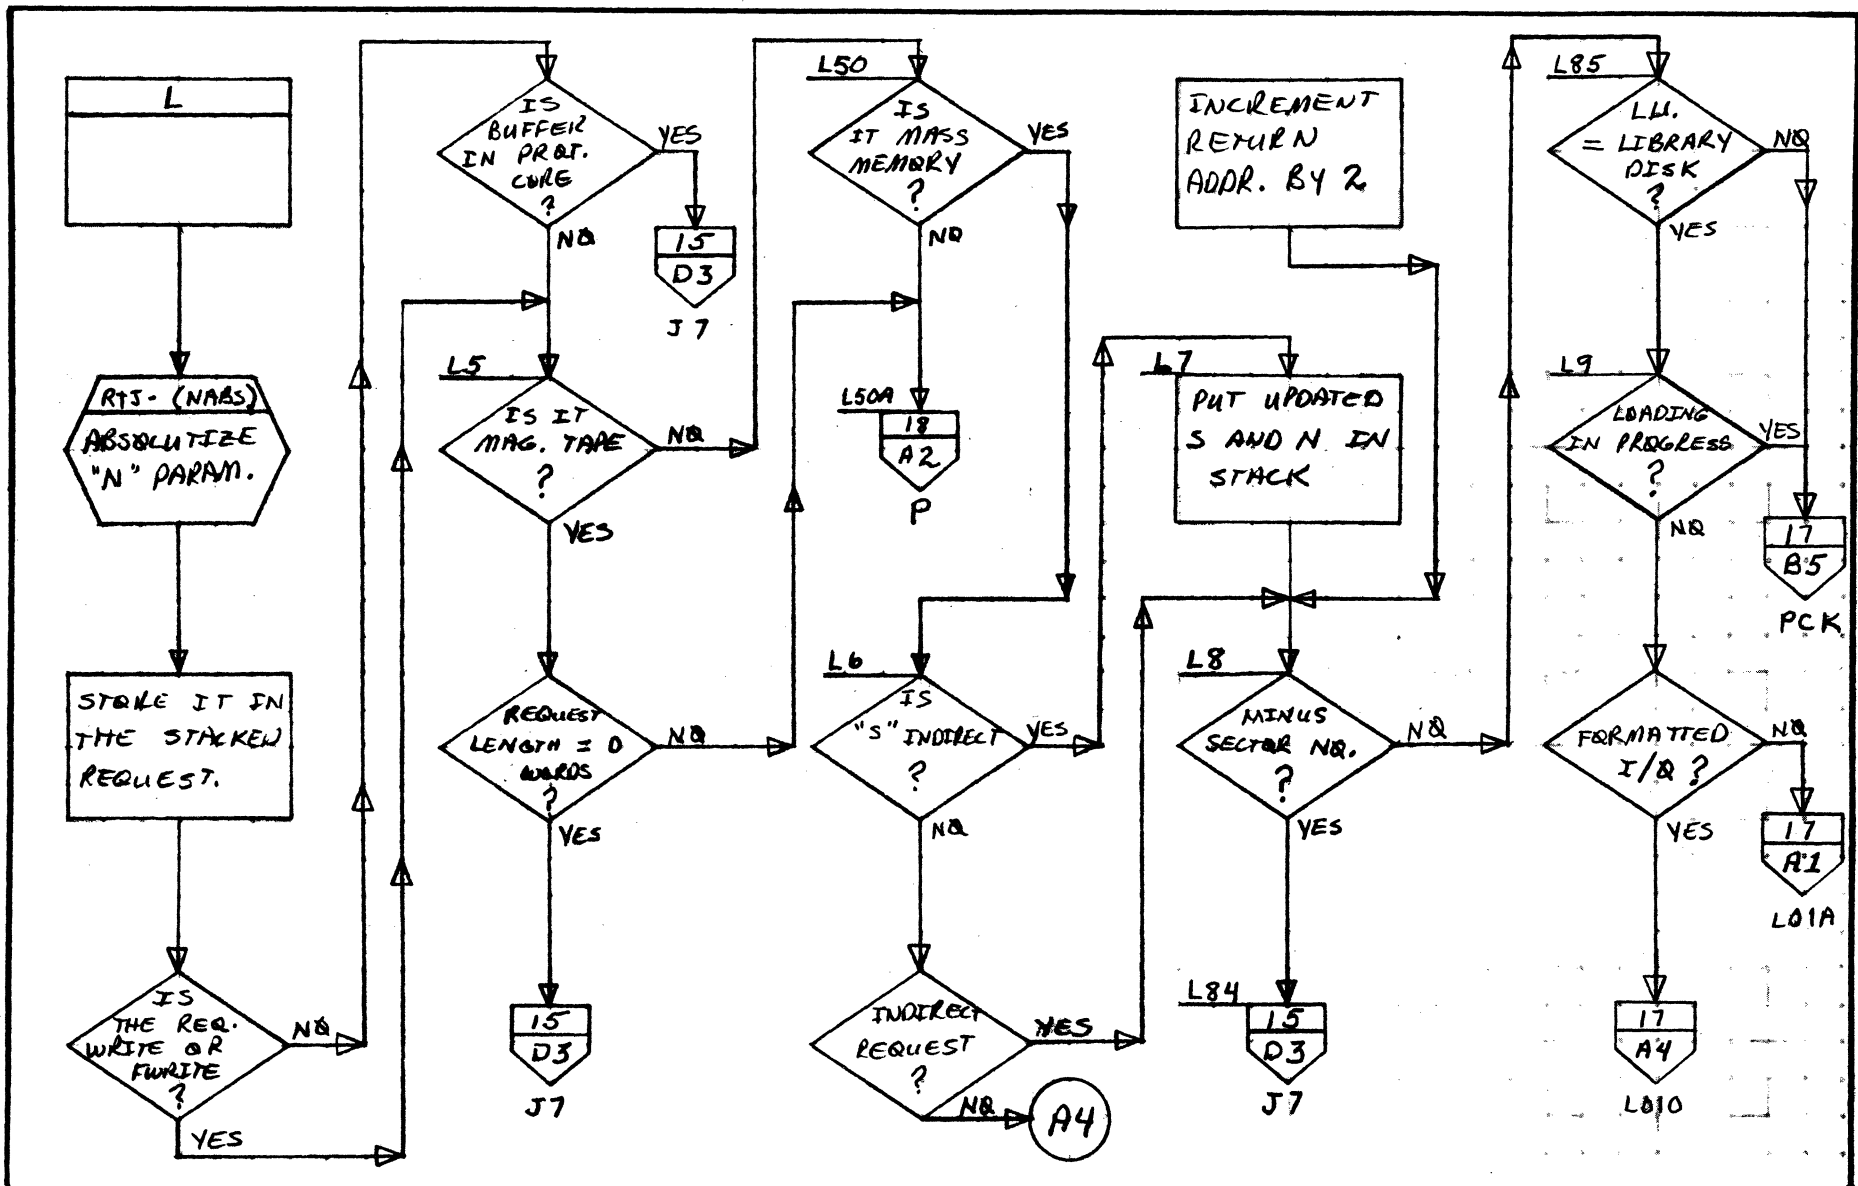 L
RTJ- (NABS)
ABSOLUTIZE
"N" PARAM.
STORE IT IN
THE STACKED
REQUEST.
IS
THE REQ.
WRITE OR
FWRITE
?
NO
YES
IS
BUFFER
IN PROT.
CORE
?
YES
NO
15
D3
J7
L5
IS IT
MAG. TAPE
?
NO
YES
REQUEST
LENGTH = 0
WORDS
?
NO
YES
15
D3
J7
L50
IS
IT MASS
MEMORY
?
YES
NO
L50A
18
A2
P
L6
IS
"S" INDIRECT
?
YES
NO
INDIRECT
REQUEST
?
YES
NO
A4
INCREMENT
RETURN
ADDR. BY 2
L7
PUT UPDATED
S AND N IN
STACK
L8
MINUS
SECTOR NO.
?
NO
YES
L84
15
D3
J7
L85
L.U.
= LIBRARY
DISK
?
NO
YES
L9
LOADING
IN PROGRESS
?
YES
NO
17
B5
PCK
FORMATTED
I/O ?
NO
YES
17
A1
L01A
17
A4
L010